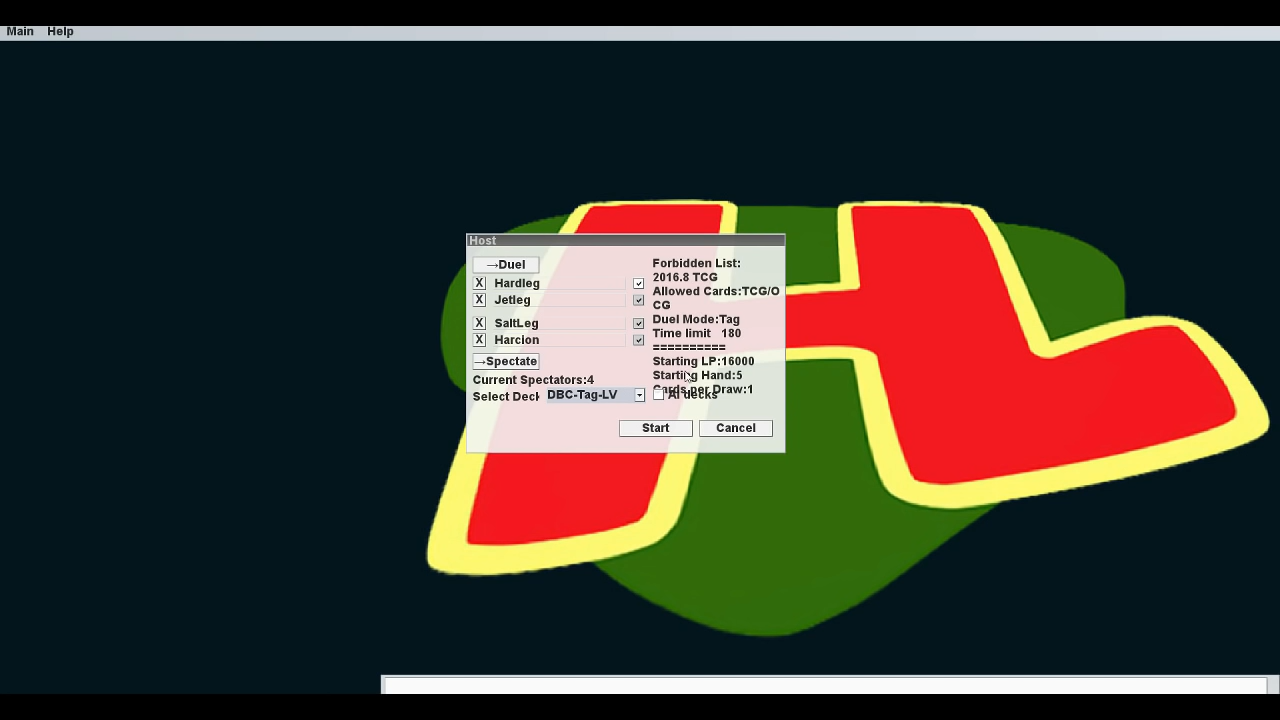 Main Help
Host
→Duel
X Hardleg
X Jetleg
X SaltLeg
X Harcion
→Spectate
Current Spectators:4
Select Deck DBC-Tag-LV
Forbidden List:
2016.8 TCG
Allowed Cards:TCG/O
CG
Duel Mode:Tag
Time limit 180
==========
Starting LP:16000
Starting Hand:5
Cards per Draw:1
AI decks
Start Cancel